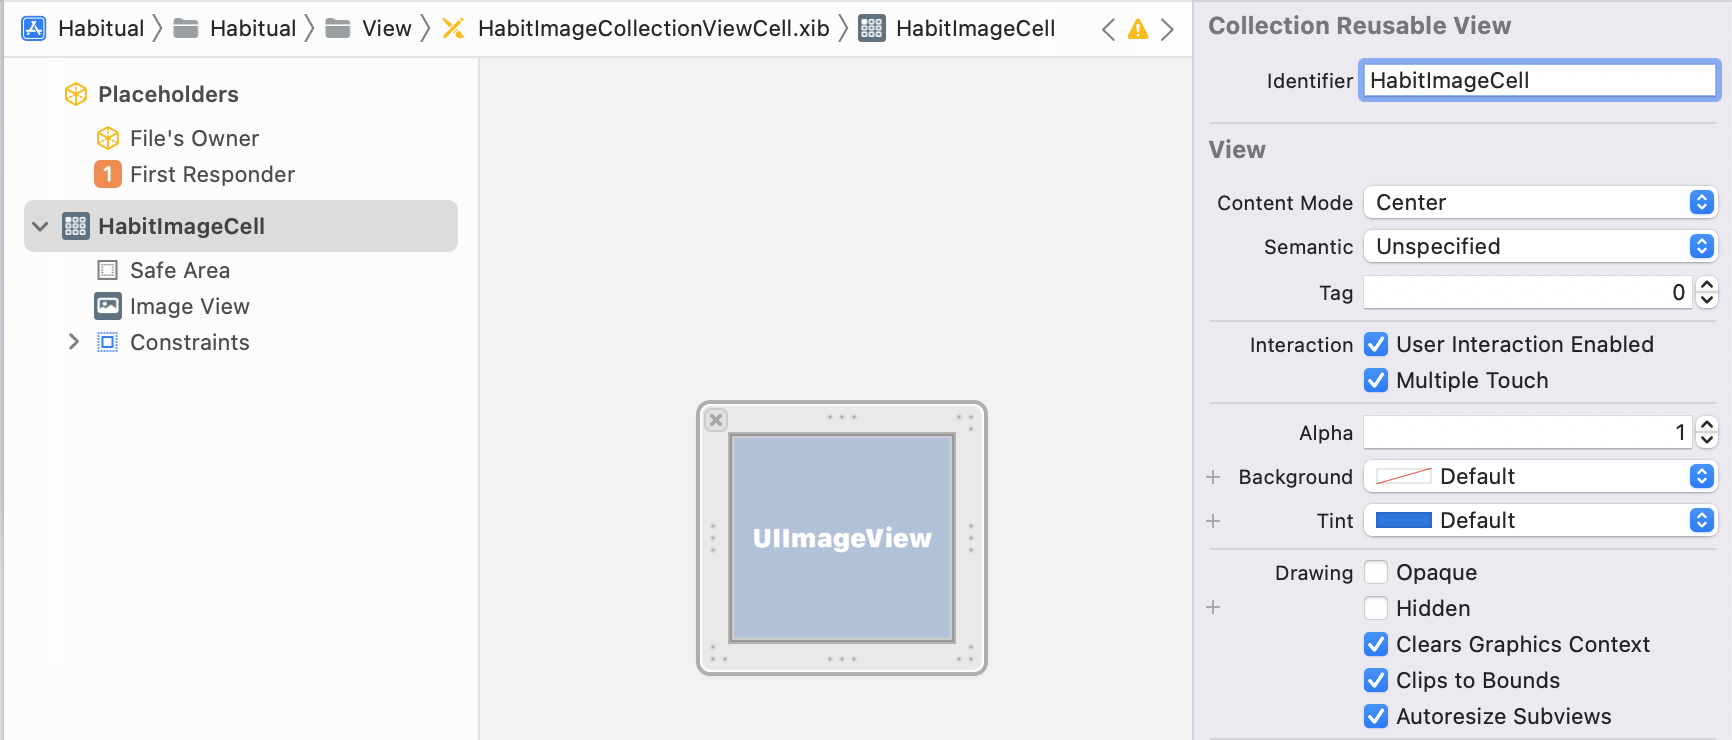 Habitual Habitual View HabitImageCollectionViewCell.xib HabitImageCell
Placeholders
File's Owner
1 First Responder
HabitImageCell
Safe Area
Image View
Constraints
UIImageView
Collection Reusable View
Identifier HabitImageCell
View
Content Mode Center
Semantic Unspecified
Tag 0
Interaction User Interaction Enabled
Multiple Touch
Alpha 1
Background Default
Tint Default
Drawing Opaque
Hidden
Clears Graphics Context
Clips to Bounds
Autoresize Subviews